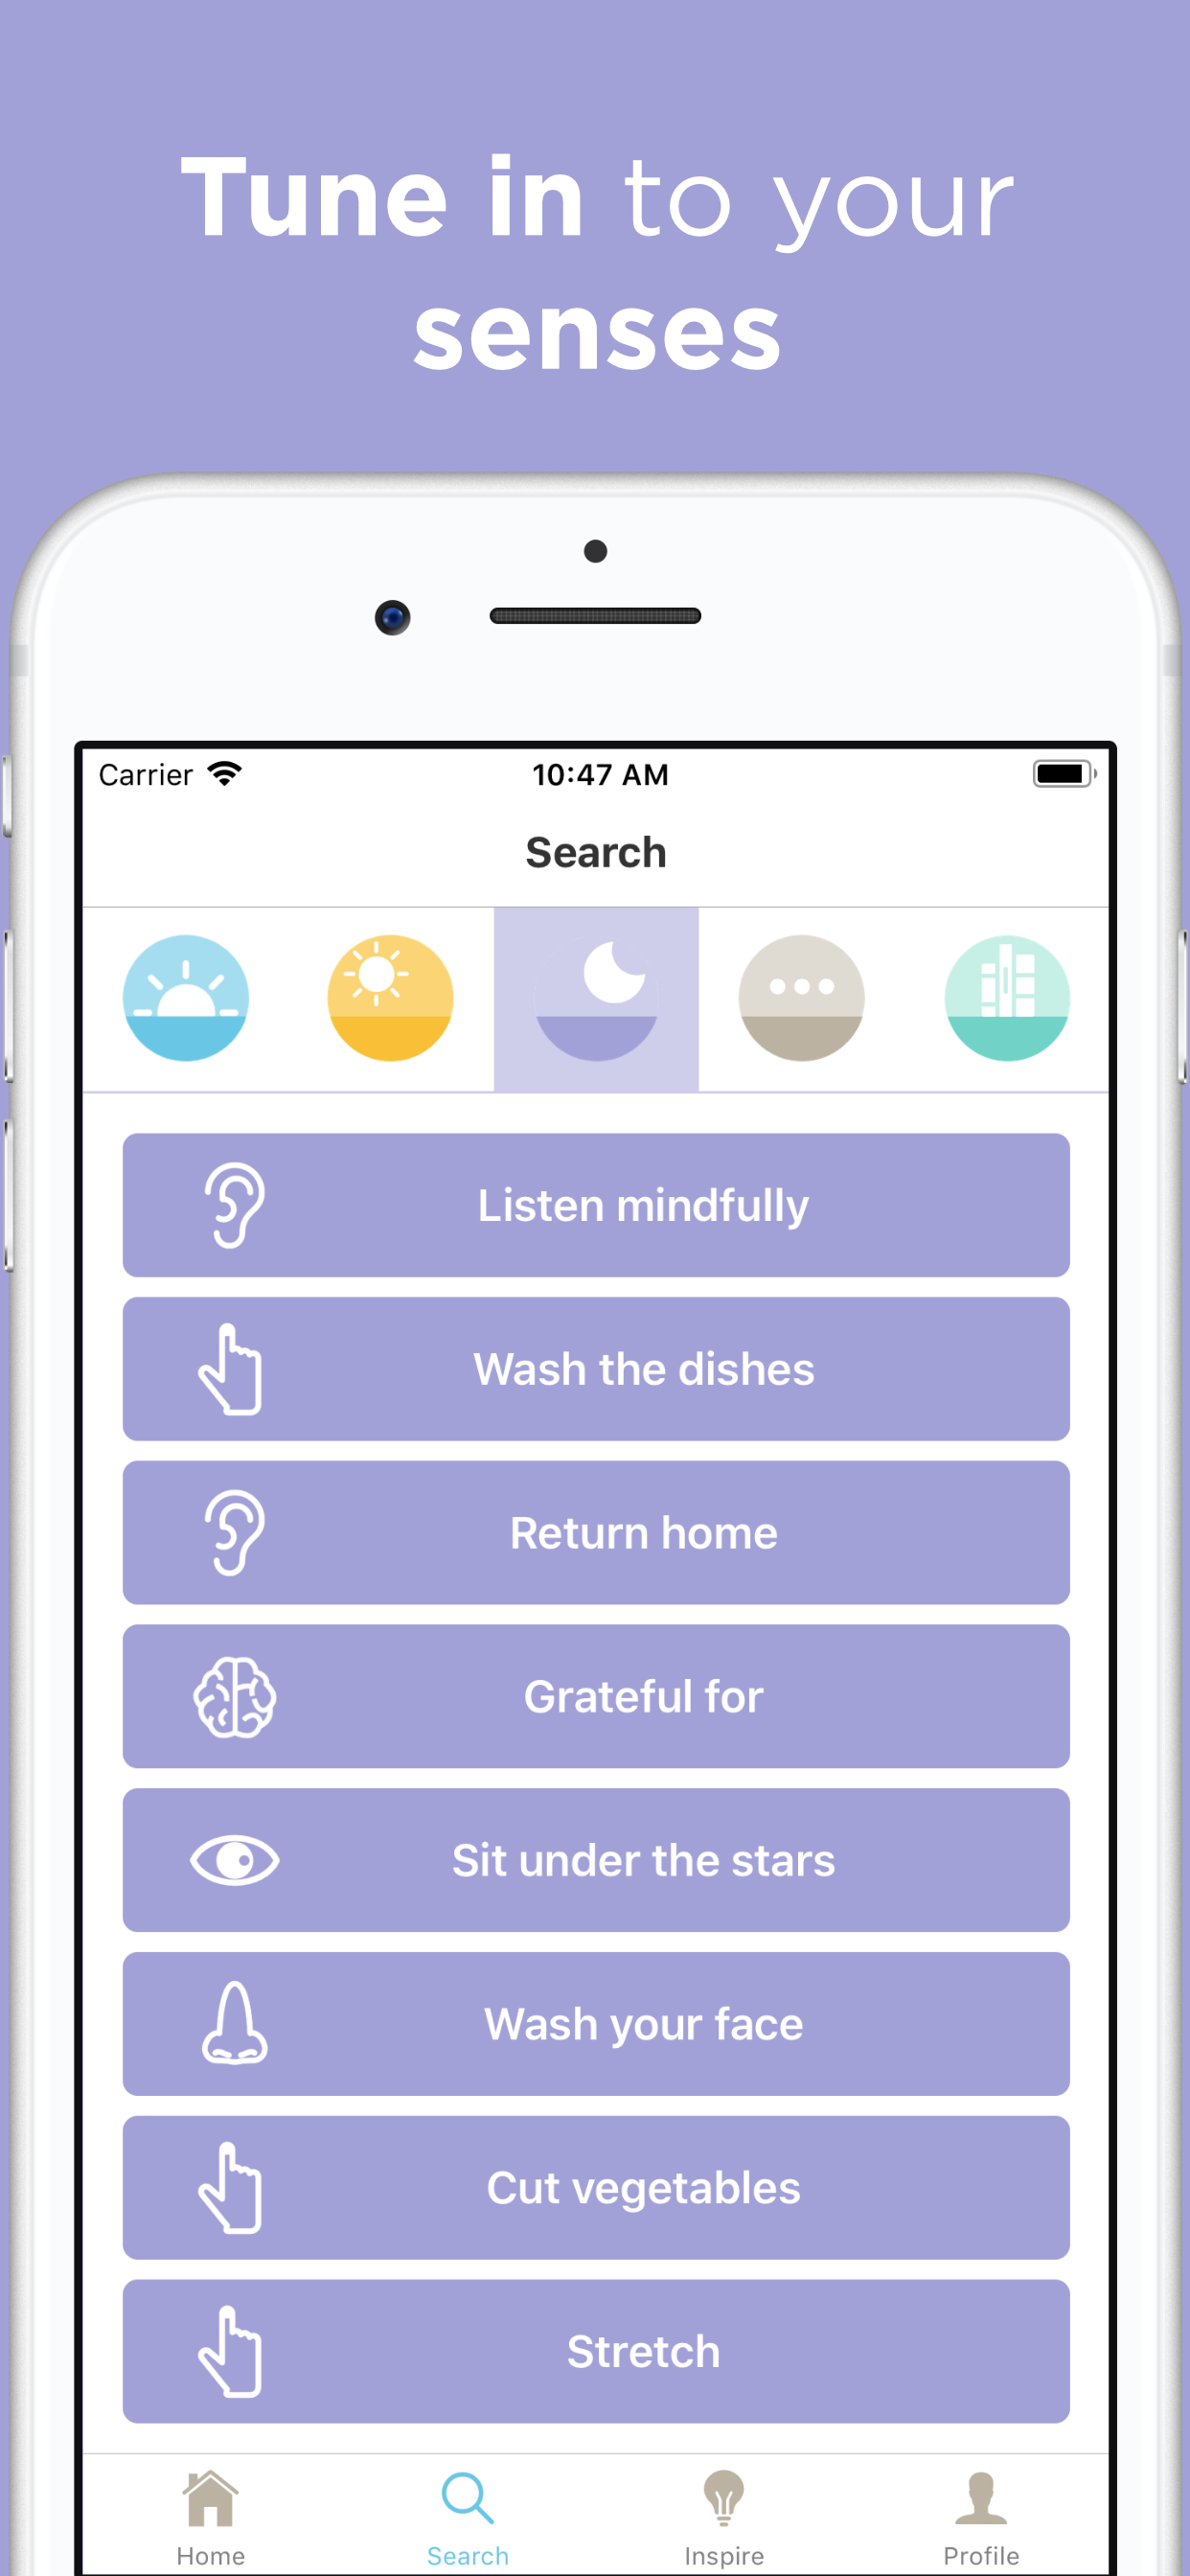 Tune in to your
senses
Carrier 10:47 AM
Search
Listen mindfully
Wash the dishes
Return home
Grateful for
Sit under the stars
Wash your face
Cut vegetables
Stretch
Home Search Inspire Profile